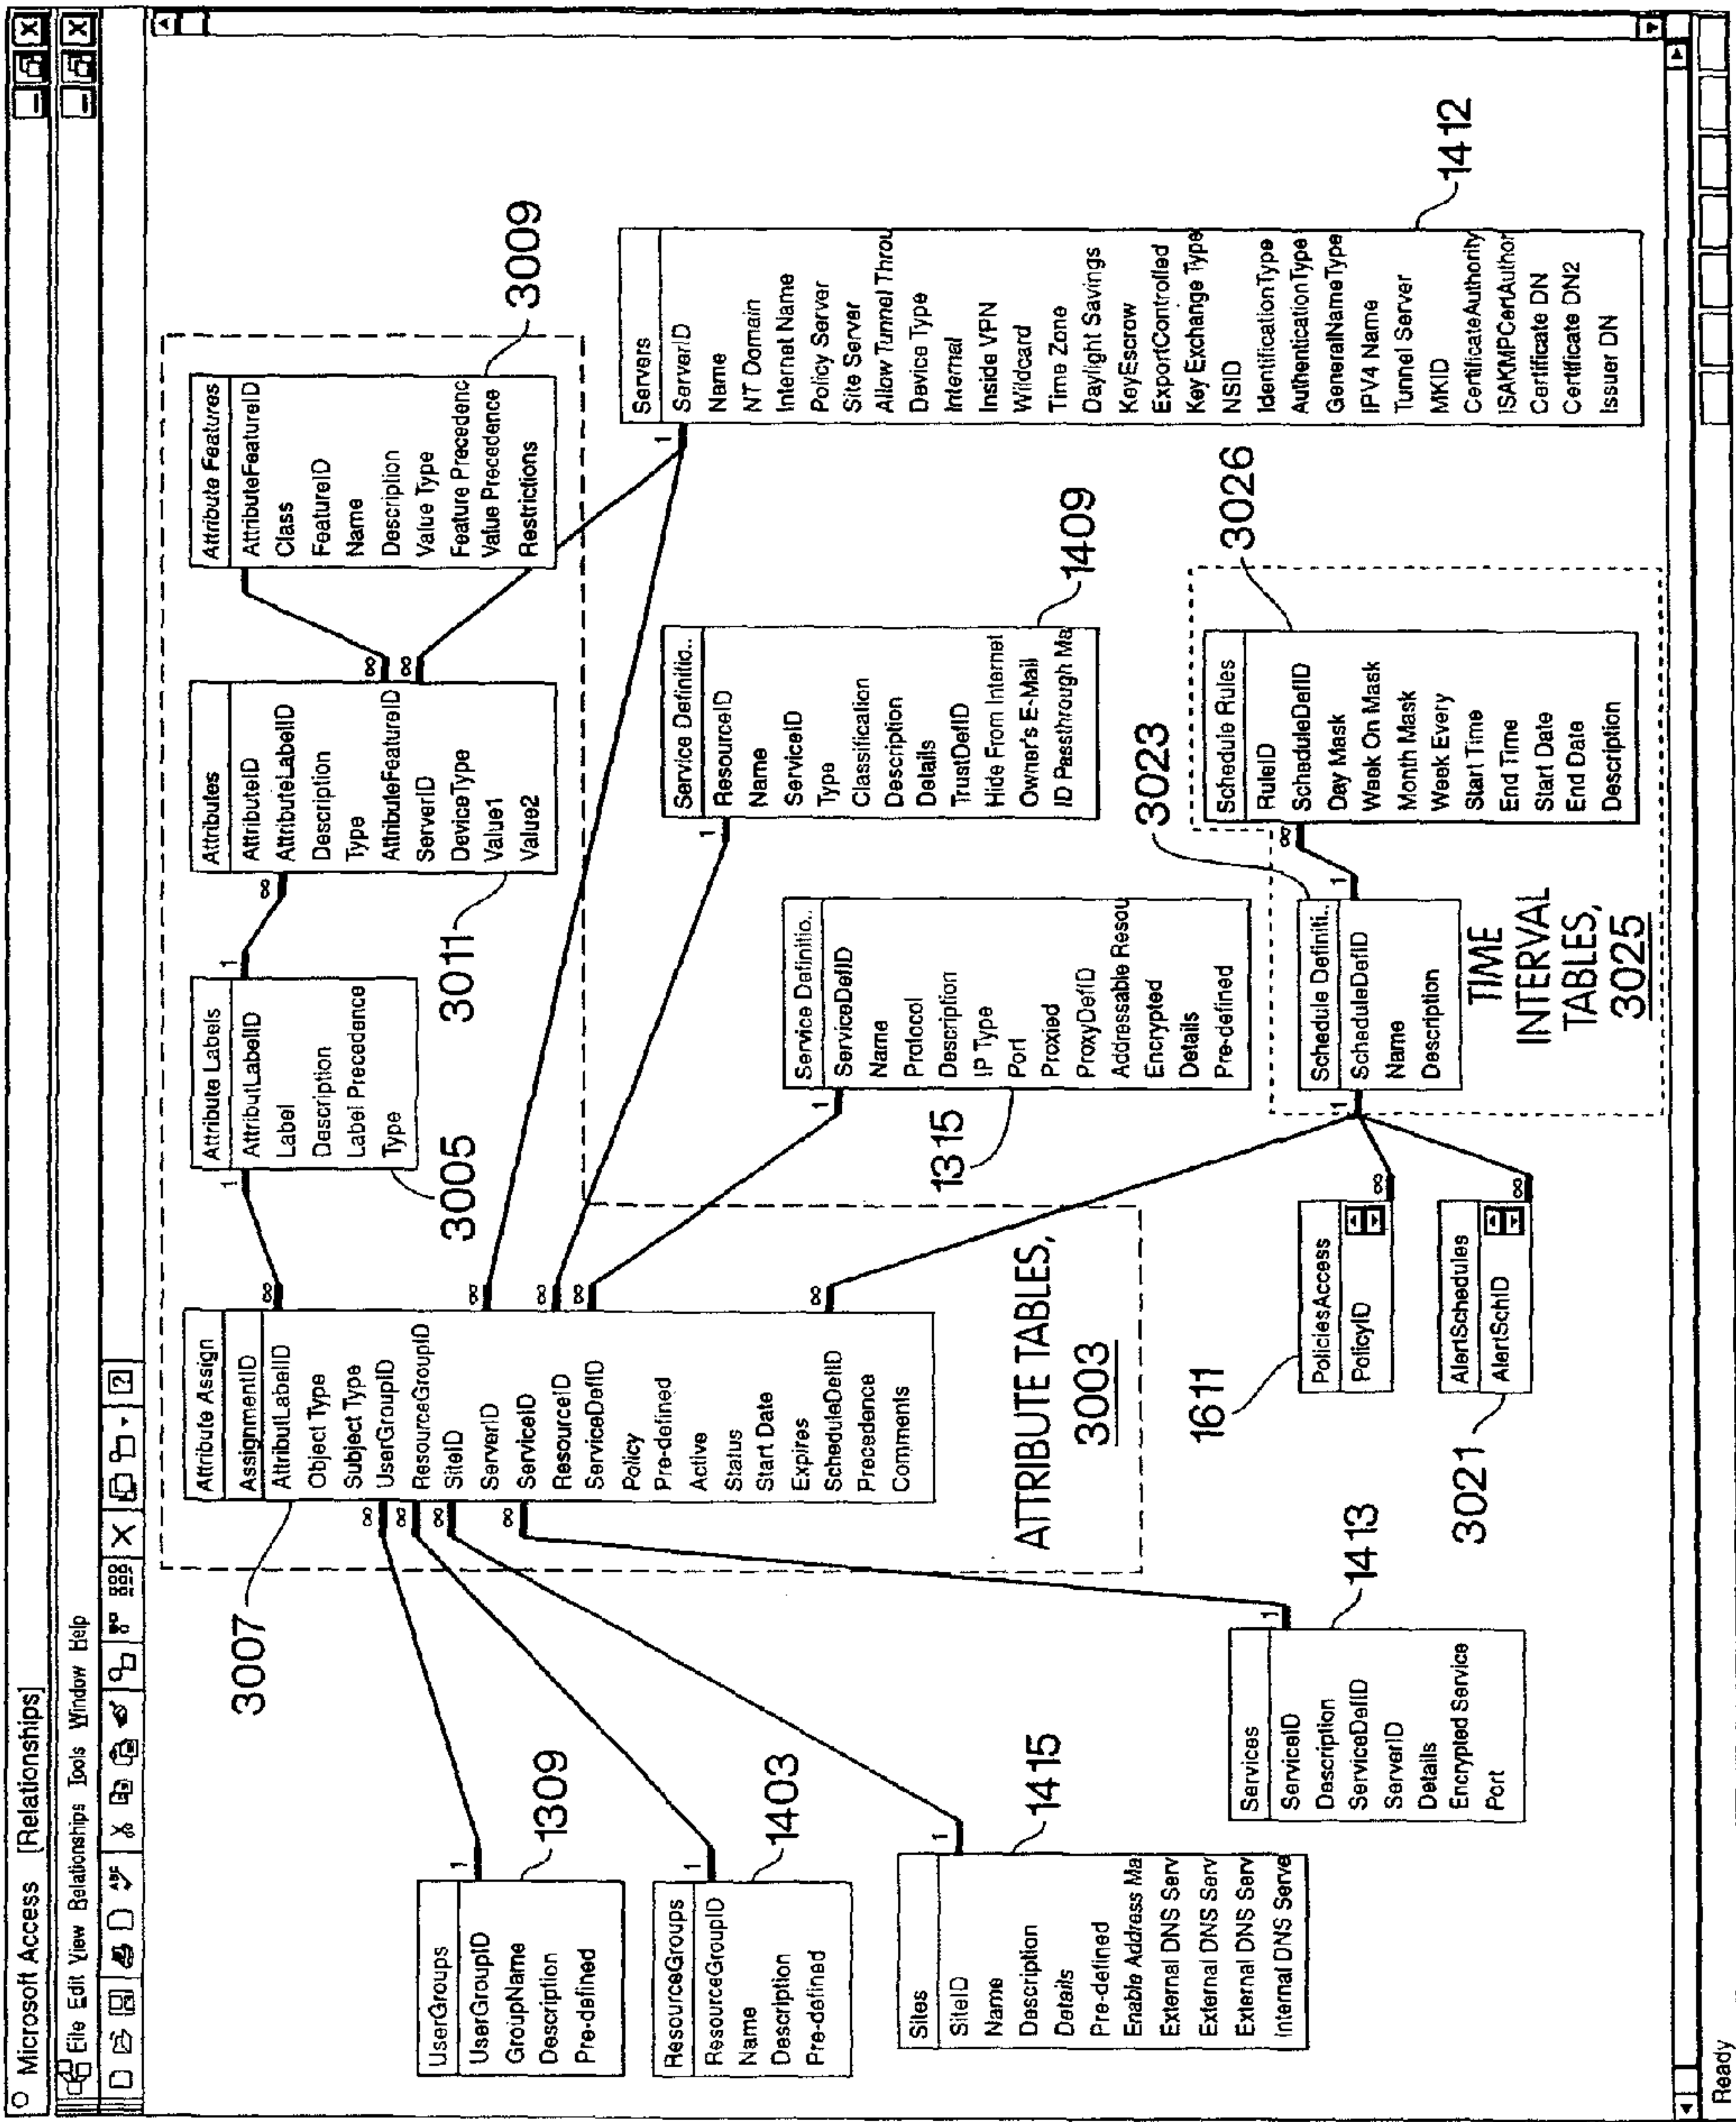 Microsoft Access [Relationships]
File Edit View Relationships Tools Window Help
UserGroups
UserGroupID
GroupName
Description
Pre-defined
1
1309
ResourceGroups
ResourceGroupID
Name
Description
Pre-defined
1
1403
Sites
SiteID
Name
Description
Details
Pre-defined
Enable Address Ma
External DNS Serv
External DNS Serv
External DNS Serv
Internal DNS Serve
1
1415
Services
ServiceID
Description
ServiceDefID
ServerID
Details
Encrypted Service
Port
1
1413
3007
Attribute Assign
AssignmentID
AttributLabelID
Object Type
Subject Type
UserGroupID
ResourceGroupID
SiteID
ServerID
ServiceID
ResourceID
ServiceDefID
Policy
Pre-defined
Active
Status
Start Date
Expires
ScheduleDefID
Precedence
Comments
∞
∞
∞
∞
∞
∞
∞
∞
∞
ATTRIBUTE TABLES,
3003
1611
PoliciesAccess
PolicyID
∞
AlertSchedules
AlertSchID
∞
3021
Attribute Labels
AttributLabelID
Label
Description
Label Precedence
Type
1
1
3005
Attributes
AttributeID
AttributeLabelID
Description
Type
AttributeFeatureID
ServerID
DeviceType
Value1
Value2
∞
∞
∞
3011
Attribute Features
AttributeFeatureID
Class
FeatureID
Name
Description
Value Type
Feature Precedenc
Value Precedence
Restrictions
3009
Service Definitio..
ServiceDefID
Name
Protocol
Description
IP Type
Port
Proxied
ProxyDefID
Addressable Resou
Encrypted
Details
Pre-defined
1
1315
Service Definitio..
ResourceID
Name
ServiceID
Type
Classification
Description
Details
TrustDefID
Hide From Internet
Owner's E-Mail
ID Passthrough Ma
1
1409
Servers
ServerID
Name
NT Domain
Internet Name
Policy Server
Site Server
Allow Tunnel Throu
Device Type
Internal
Inside VPN
Wildcard
Time Zone
Daylight Savings
KeyEscrow
ExportControlled
Key Exchange Type
NSID
IdentificationType
AuthenticationType
GeneralNameType
IPV4 Name
Tunnel Server
MKID
CertificateAuthority
ISAKMPCertAuthor
Certificate DN
Certificate DN2
Issuer DN
1
1412
Schedule Definiti..
ScheduleDefID
Name
Description
1
1
3023
TIME
INTERVAL
TABLES,
3025
Schedule Rules
RuleID
ScheduleDefID
Day Mask
Week On Mask
Month Mask
Week Every
Start Time
End Time
Start Date
End Date
Description
∞
3026
Ready